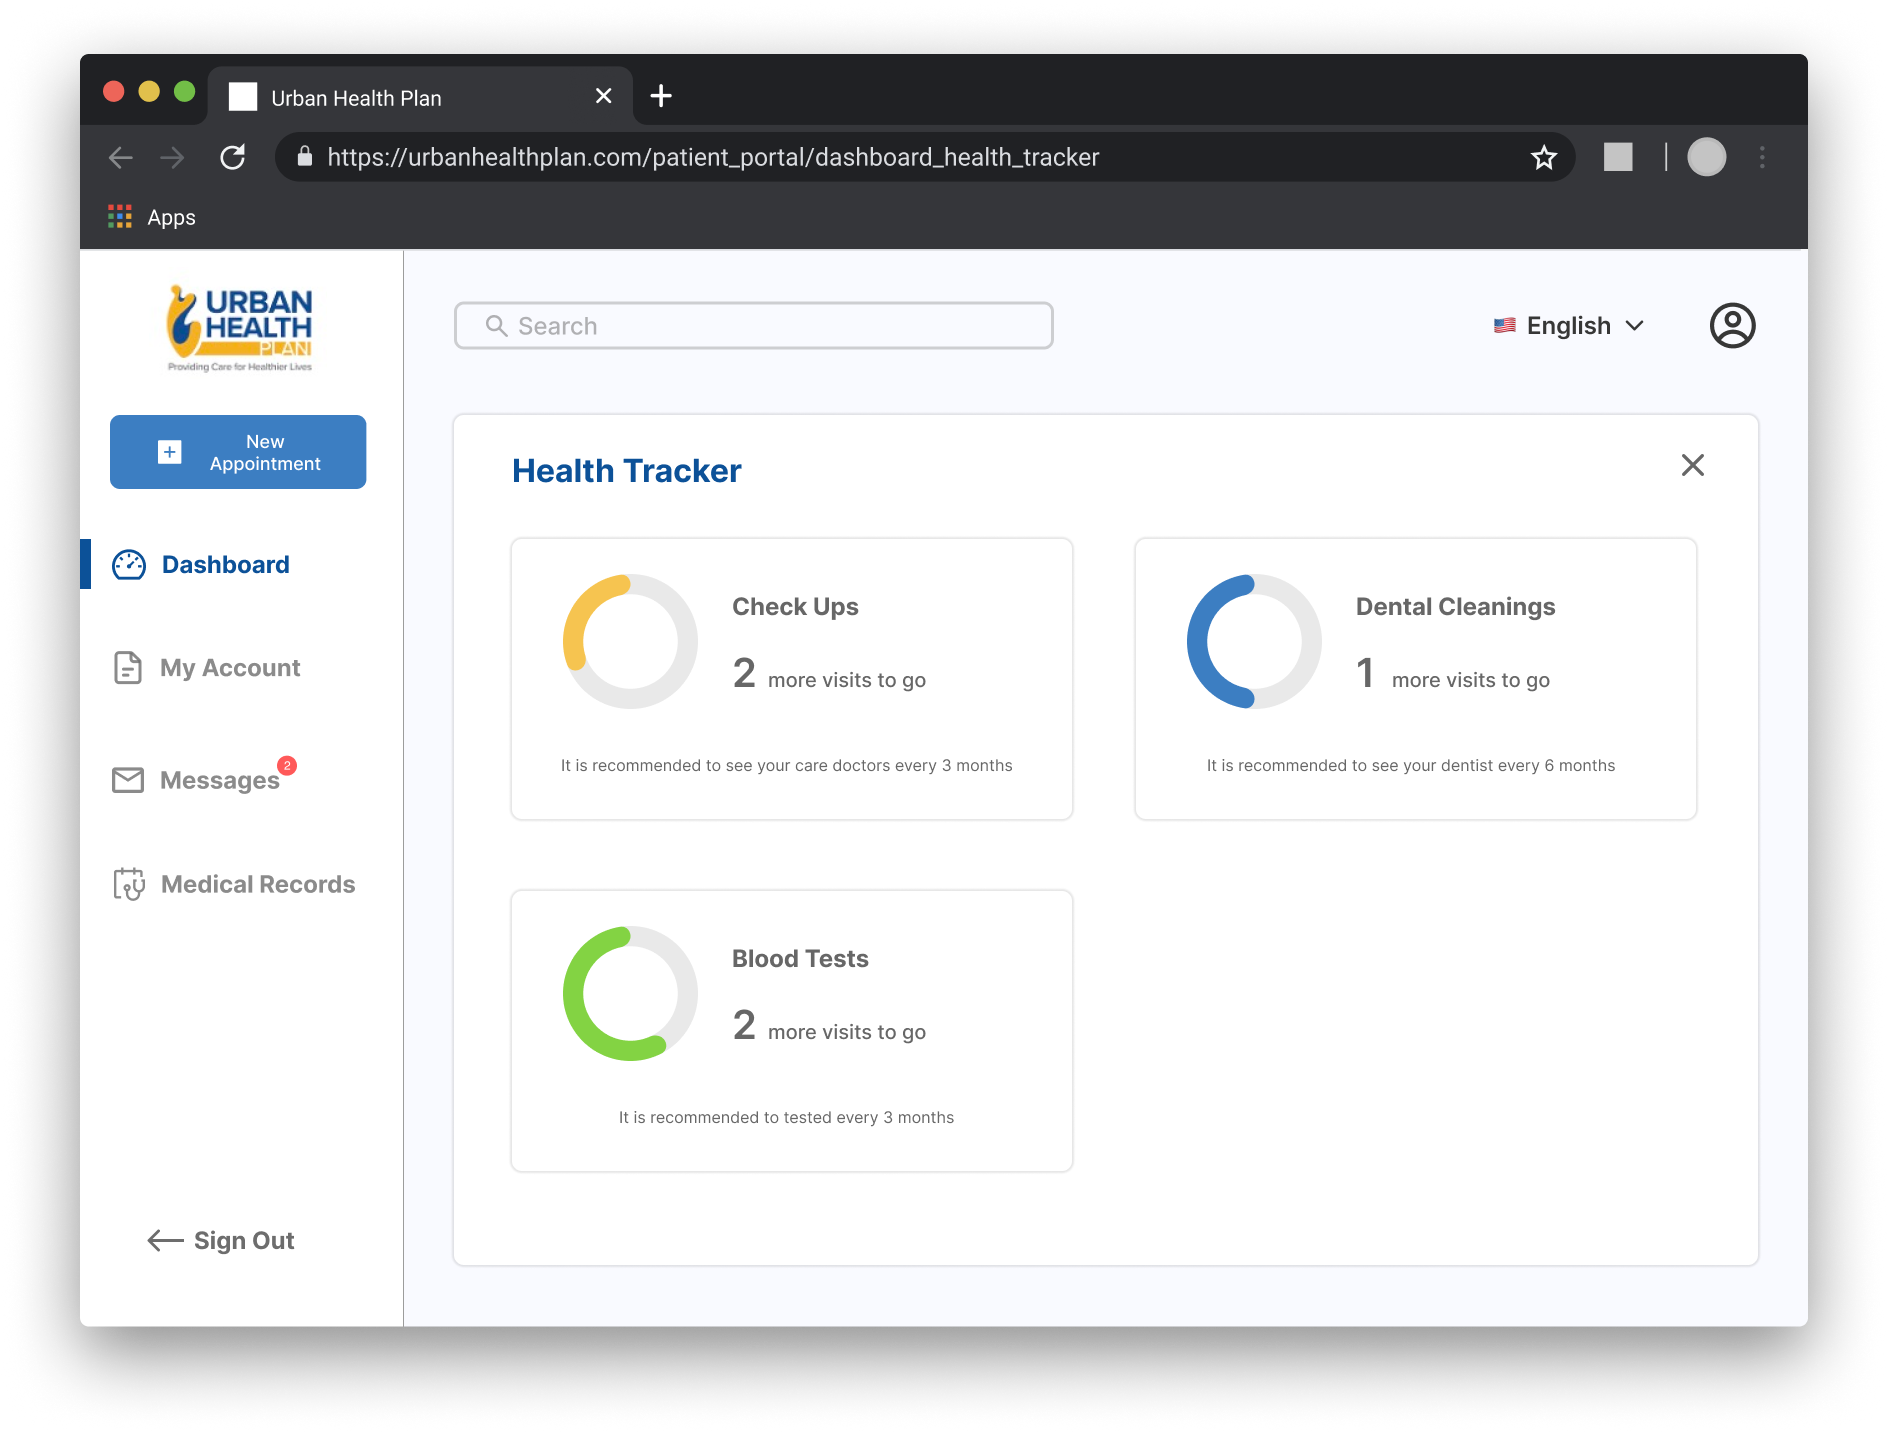 Urban Health Plan
https://urbanhealthplan.com/patient_portal/dashboard_health_tracker
Apps
URBAN
HEALTH
PLAN
Providing Care for Healthier Lives
Search
English
New
Appointment
Dashboard
My Account
Messages
2
Medical Records
Sign Out
Health Tracker
Check Ups
2 more visits to go
It is recommended to see your care doctors every 3 months
Dental Cleanings
1 more visits to go
It is recommended to see your dentist every 6 months
Blood Tests
2 more visits to go
It is recommended to tested every 3 months